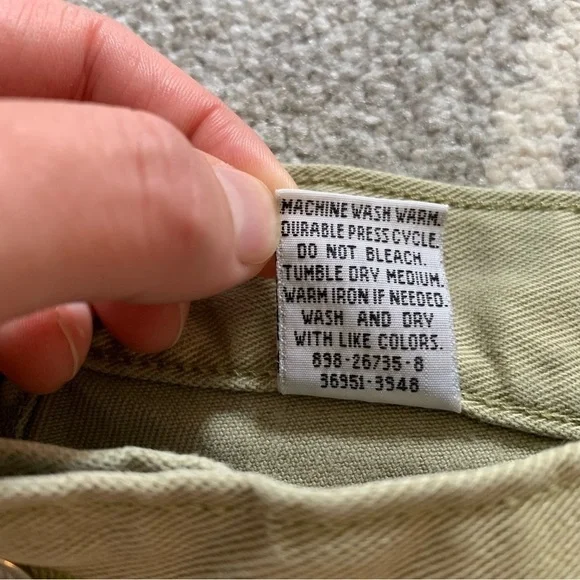 MACHINE WASH WARM.
DURABLE PRESS CYCLE.
DO NOT BLEACH.
TUMBLE DRY MEDIUM.
WARM IRON IF NEEDED.
WASH AND DRY
WITH LIKE COLORS.
898-26735-8
36951-3948